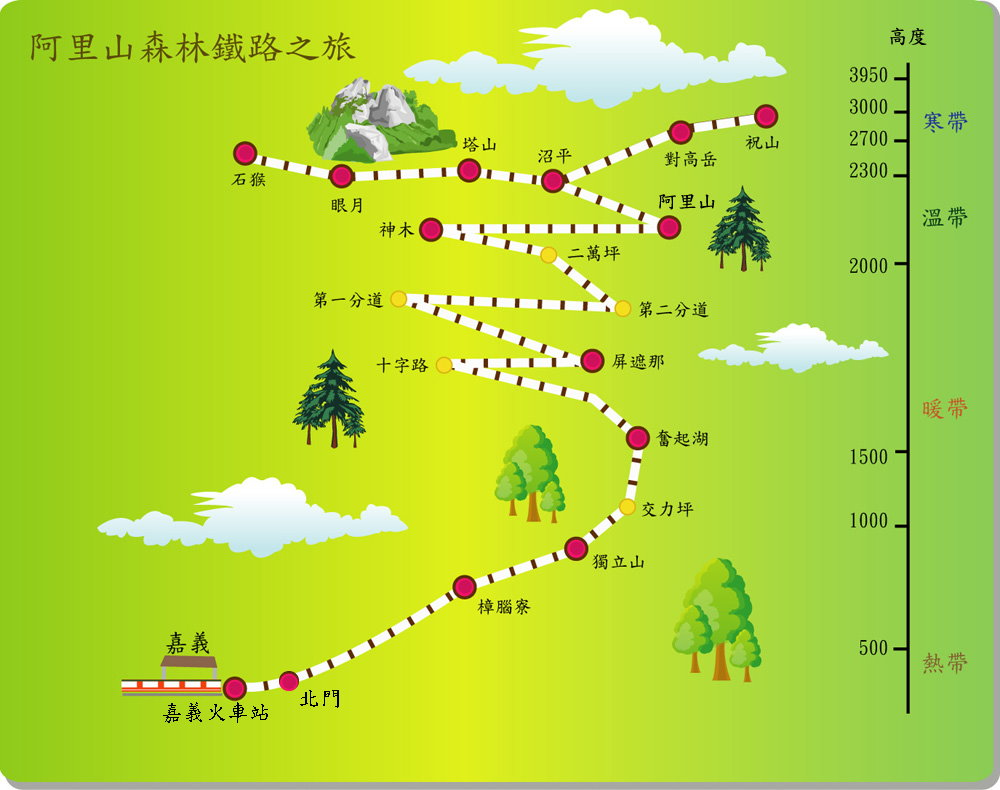 阿里山森林鐵路之旅
高度
3950
3000
寒帶
2700
祝山
對高岳
塔山
沼平
2300
石猴
眼月
阿里山
溫帶
神木
二萬坪
2000
第一分道
第二分道
十字路
屏遮那
暖帶
奮起湖
1500
交力坪
1000
獨立山
樟腦寮
嘉義
500
熱帶
北門
嘉義火車站